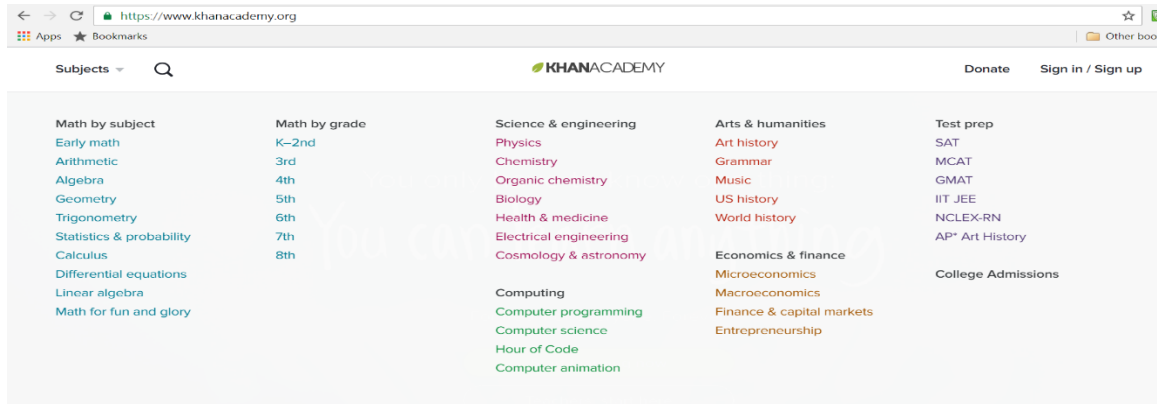 https://www.khanacademy.org
Apps Bookmarks Other boo
Subjects KHANACADEMY Donate Sign in / Sign up
Math by subject
Early math
Arithmetic
Algebra
Geometry
Trigonometry
Statistics & probability
Calculus
Differential equations
Linear algebra
Math for fun and glory
Math by grade
K–2nd
3rd
4th
5th
6th
7th
8th
Science & engineering
Physics
Chemistry
Organic chemistry
Biology
Health & medicine
Electrical engineering
Cosmology & astronomy
Computing
Computer programming
Computer science
Hour of Code
Computer animation
Arts & humanities
Art history
Grammar
Music
US history
World history
Economics & finance
Microeconomics
Macroeconomics
Finance & capital markets
Entrepreneurship
Test prep
SAT
MCAT
GMAT
IIT JEE
NCLEX-RN
AP* Art History
College Admissions
You can anything